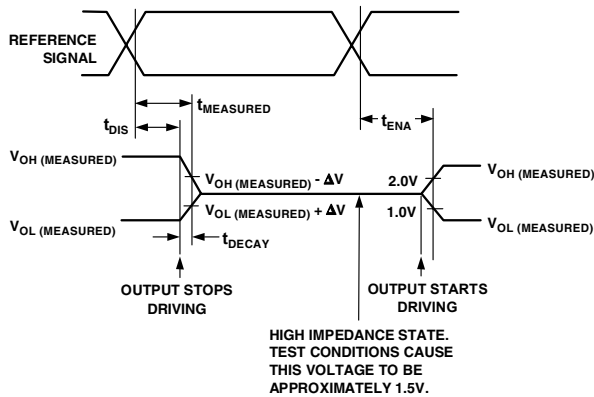 REFERENCE
SIGNAL
tMEASURED
tDIS
tENA
VOH (MEASURED)
VOH (MEASURED) - ΔV
2.0V
VOH (MEASURED)
VOL (MEASURED)
VOL (MEASURED) + ΔV
1.0V
VOL (MEASURED)
tDECAY
OUTPUT STOPS
DRIVING
OUTPUT STARTS
DRIVING
HIGH IMPEDANCE STATE.
TEST CONDITIONS CAUSE
THIS VOLTAGE TO BE
APPROXIMATELY 1.5V.